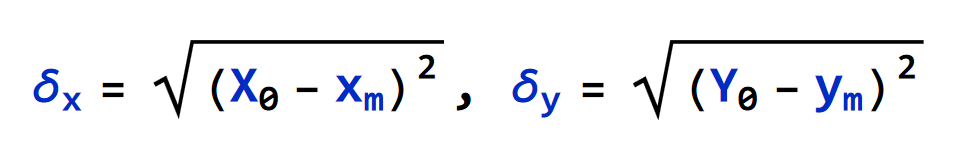 δx = √(X0 − xm)², δy = √(Y0 − ym)²